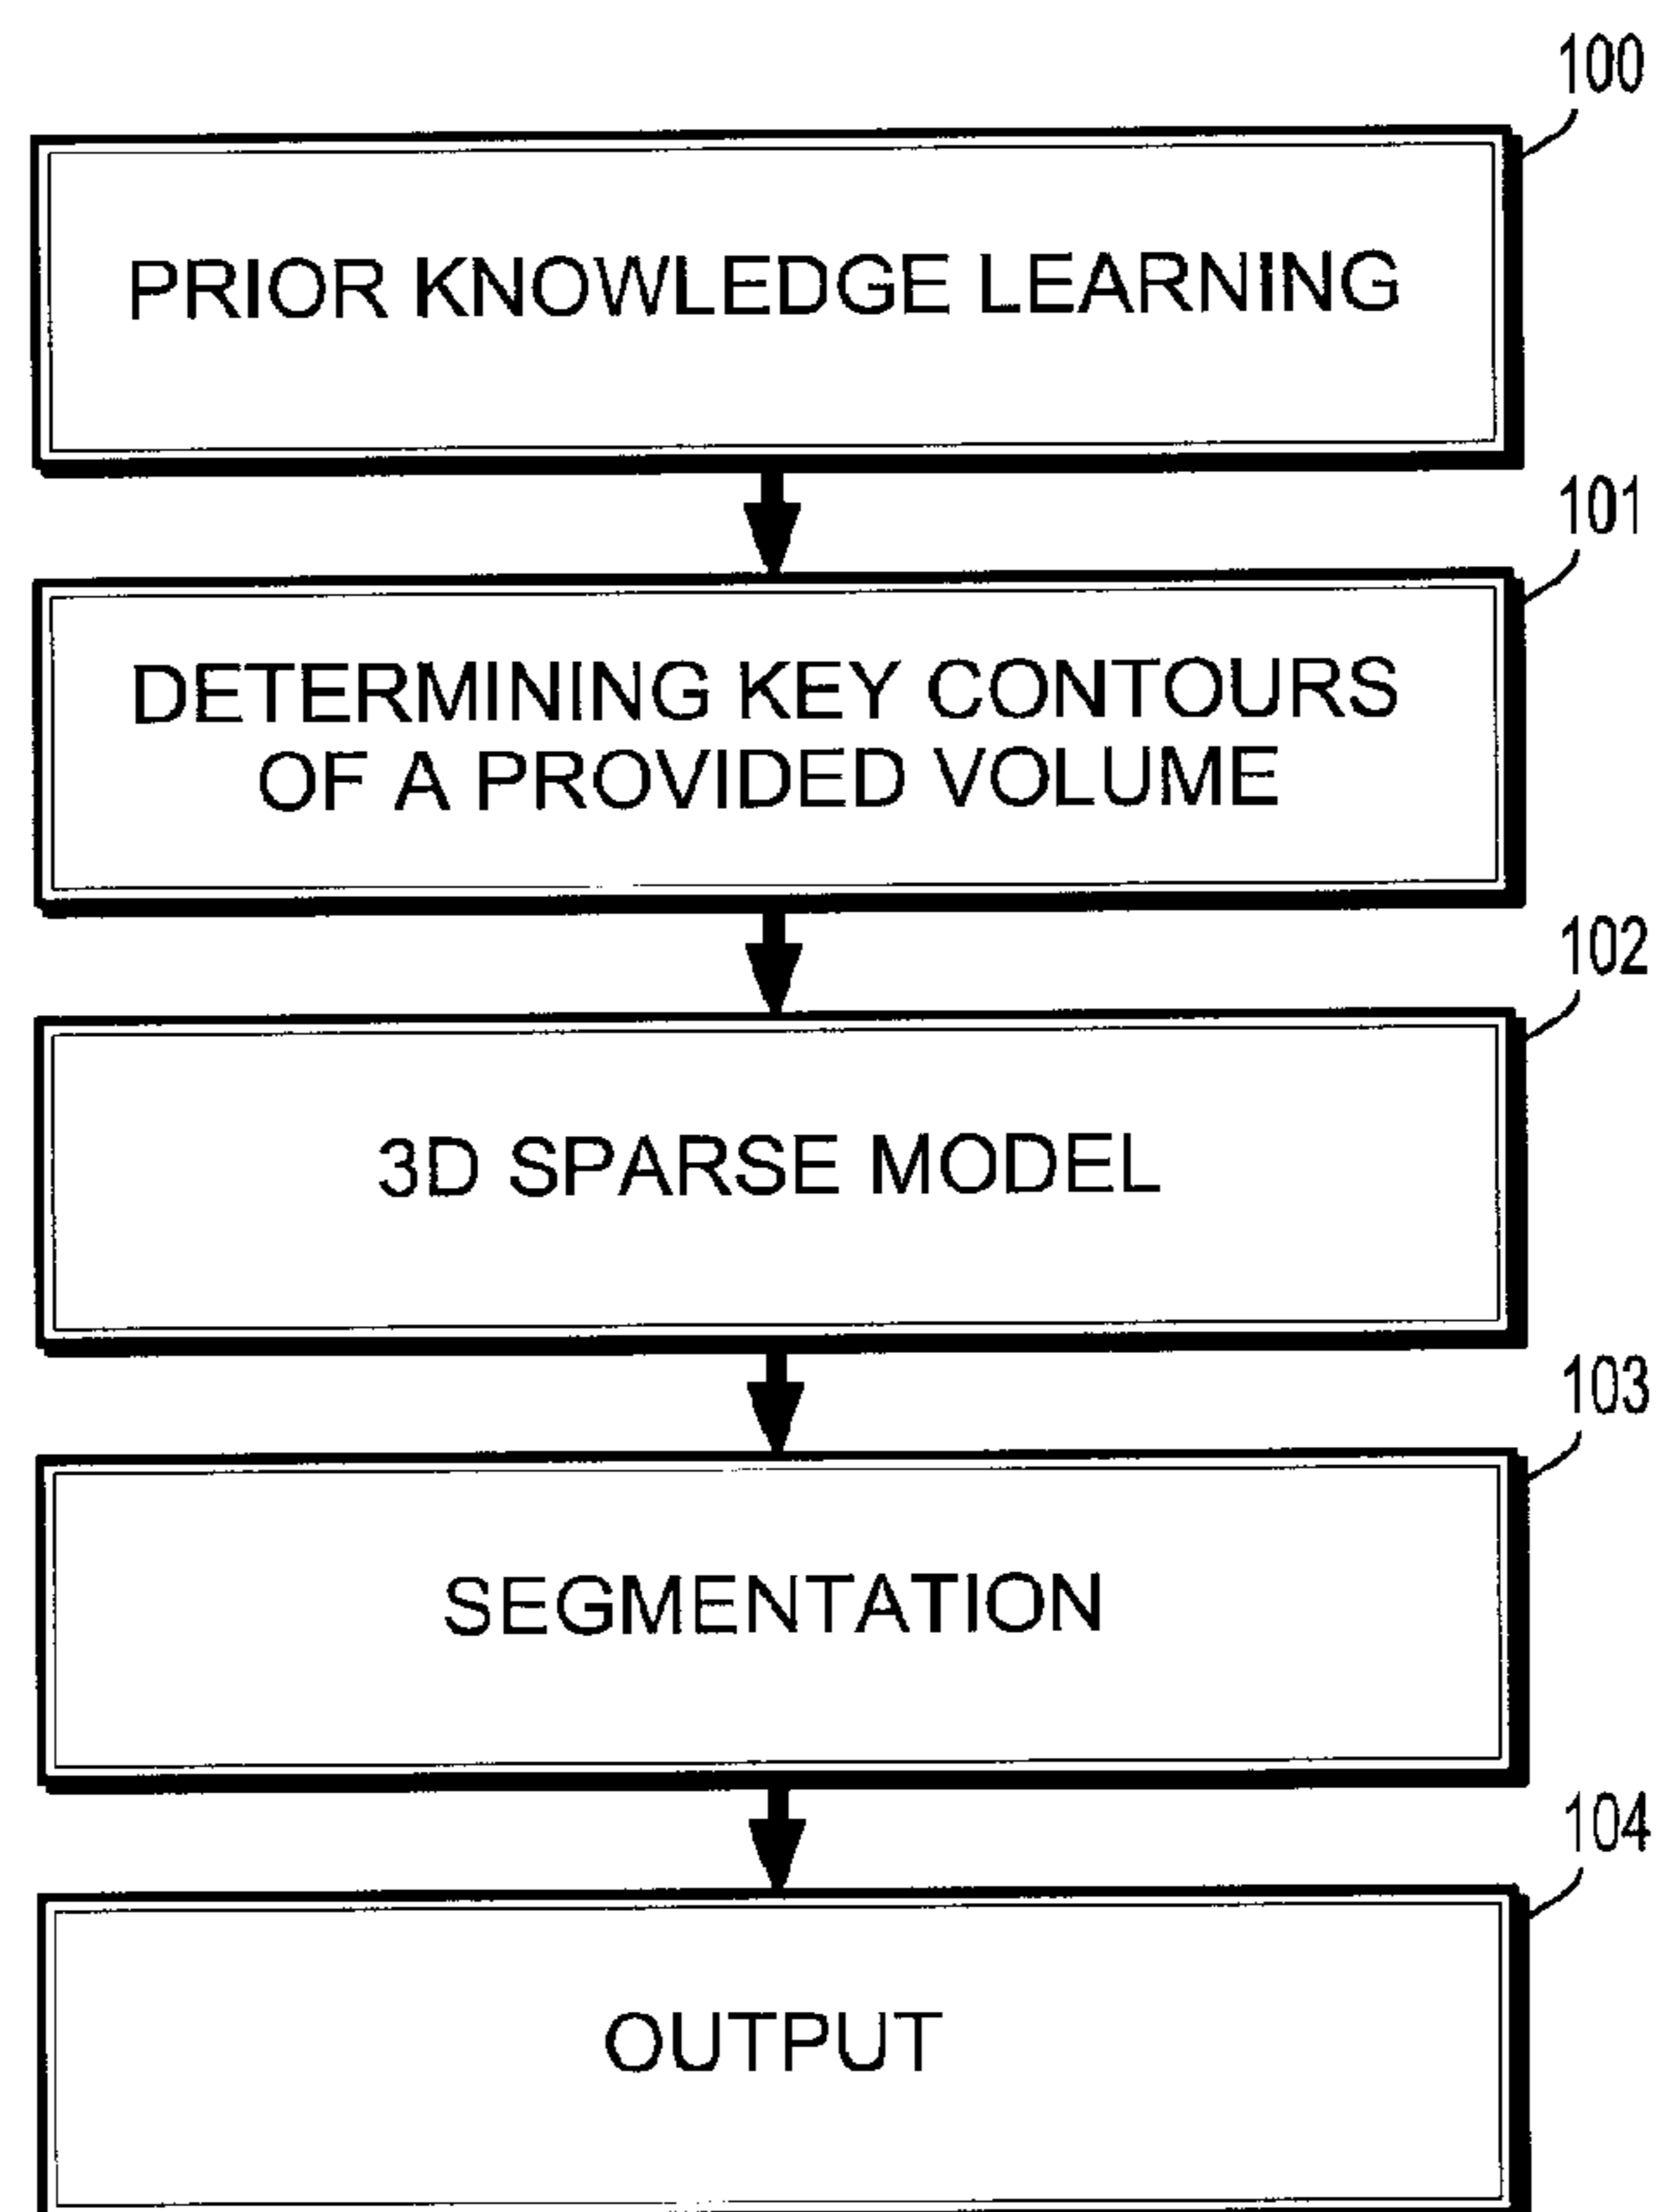 100
PRIOR KNOWLEDGE LEARNING
101
DETERMINING KEY CONTOURS
OF A PROVIDED VOLUME
102
3D SPARSE MODEL
103
SEGMENTATION
104
OUTPUT